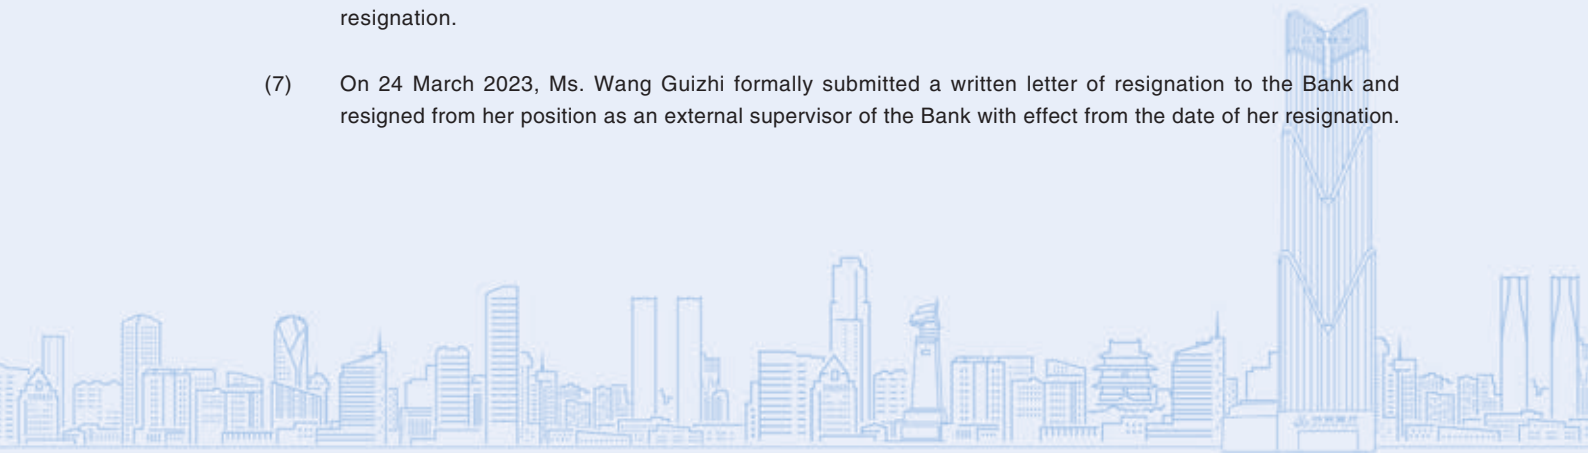 resignation.
(7) On 24 March 2023, Ms. Wang Guizhi formally submitted a written letter of resignation to the Bank and
resigned from her position as an external supervisor of the Bank with effect from the date of her resignation.